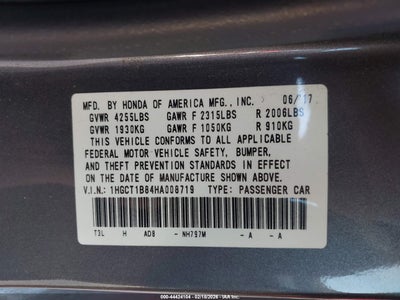 MFD. BY HONDA OF AMERICA MFG., INC. 06/17
GVWR 4255LBS GAWR F 2315LBS R 2006LBS
GVWR 1930KG GAWR F 1050KG R 910KG
THIS VEHICLE CONFORMS TO ALL APPLICABLE
FEDERAL MOTOR VEHICLE SAFETY, BUMPER,
AND THEFT PREVENTION STANDARDS IN EFFECT
ON THE DATE OF MANUFACTURE SHOWN ABOVE.
V.I.N.: 1HGCT1B84HA008719 TYPE: PASSENGER CAR
T3L H AD8 - NH797M - A - A
#44424104 - 02/18/2026 - IAA Inc.